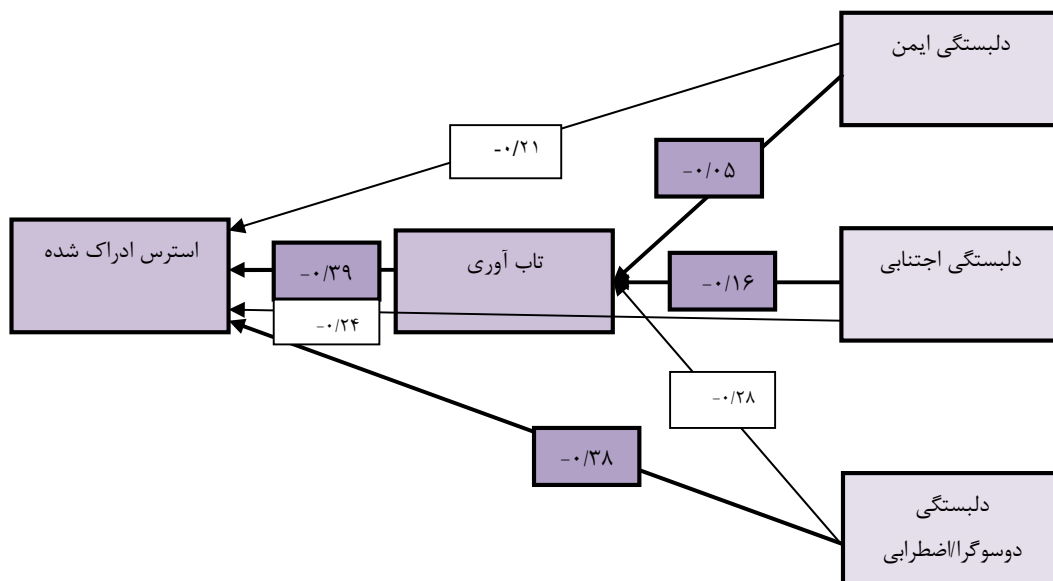 دلبستگی ایمن
-۰/۲۱
-۰/۰۵
استرس ادراک شده
تاب آوری
دلبستگی اجتنابی
-۰/۳۹
-۰/۱۶
-۰/۲۴
-۰/۲۸
-۰/۳۸
دلبستگی
دوسوگرا/اضطرابی